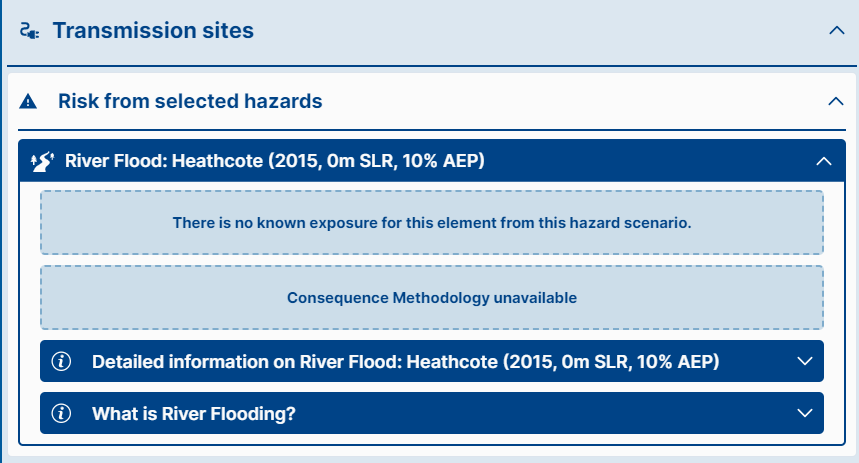 Transmission sites
Risk from selected hazards
River Flood: Heathcote (2015, 0m SLR, 10% AEP)
There is no known exposure for this element from this hazard scenario.
Consequence Methodology unavailable
Detailed information on River Flood: Heathcote (2015, 0m SLR, 10% AEP)
What is River Flooding?